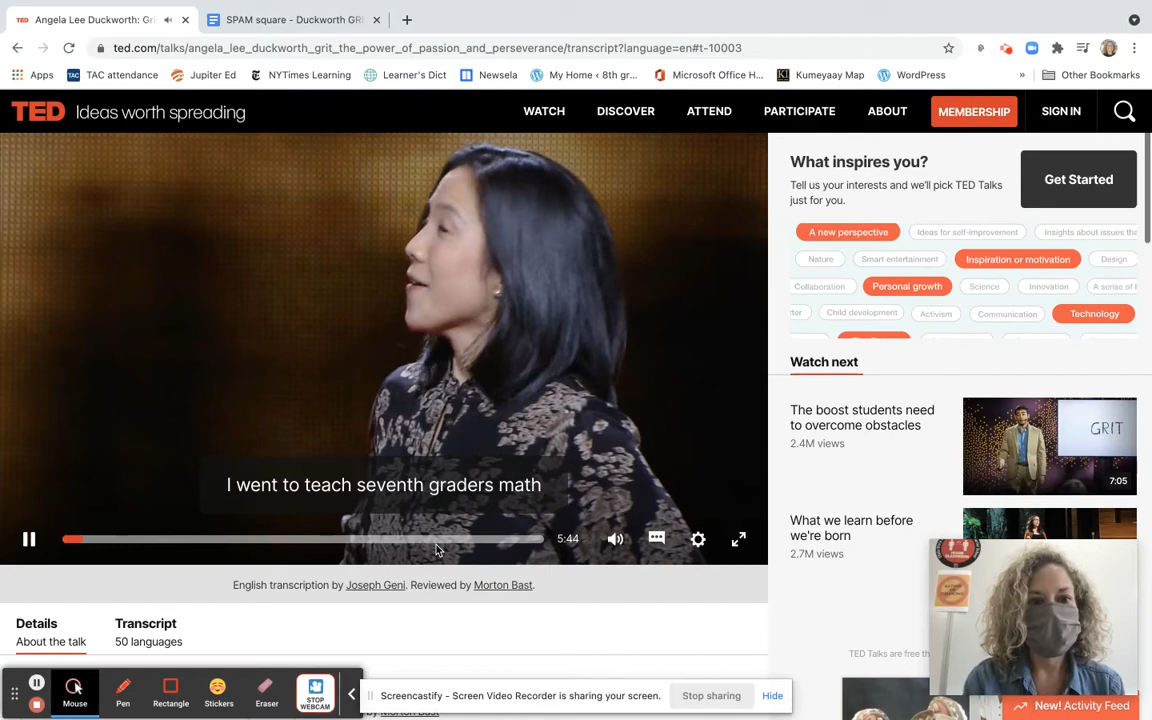 TED Angela Lee Duckworth: Gri
SPAM square - Duckworth GRI
ted.com/talks/angela_lee_duckworth_grit_the_power_of_passion_and_perseverance/transcript?language=en#t-10003
Apps
TAC attendance
Jupiter Ed
NYTimes Learning
Learner's Dict
Newsela
My Home ‹ 8th gr...
Microsoft Office H...
Kumeyaay Map
WordPress
»
Other Bookmarks
TED Ideas worth spreading
WATCH
DISCOVER
ATTEND
PARTICIPATE
ABOUT
MEMBERSHIP
SIGN IN
What inspires you?
Tell us your interests and we'll pick TED Talks
just for you.
Get Started
A new perspective
Ideas for self-improvement
Insights about issues tha
Nature
Smart entertainment
Inspiration or motivation
Design
Collaboration
Personal growth
Science
Innovation
A sense of
Child development
Activism
Communication
Technology
Watch next
The boost students need
to overcome obstacles
2.4M views
GRIT
7:05
What we learn before
we're born
2.7M views
I went to teach seventh graders math
5:44
English transcription by Joseph Geni. Reviewed by Morton Bast.
Details
About the talk
Transcript
50 languages
TED Talks are free th
Mouse
Pen
Rectangle
Stickers
Eraser
STOP
WEBCAM
Screencastify - Screen Video Recorder is sharing your screen.
Stop sharing
Hide
Morton Bast
New! Activity Feed